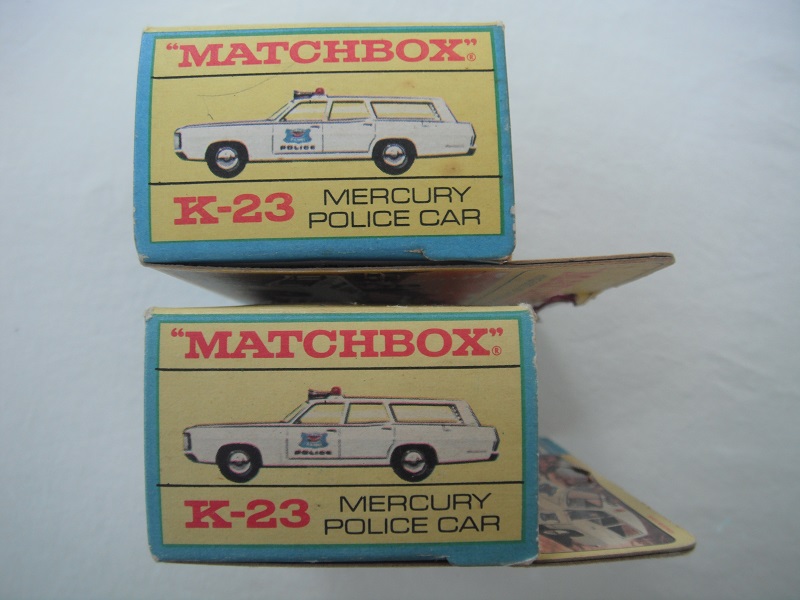 "MATCHBOX"®
POLICE
K-23 MERCURY
POLICE CAR
"MATCHBOX"®
POLICE
K-23 MERCURY
POLICE CAR